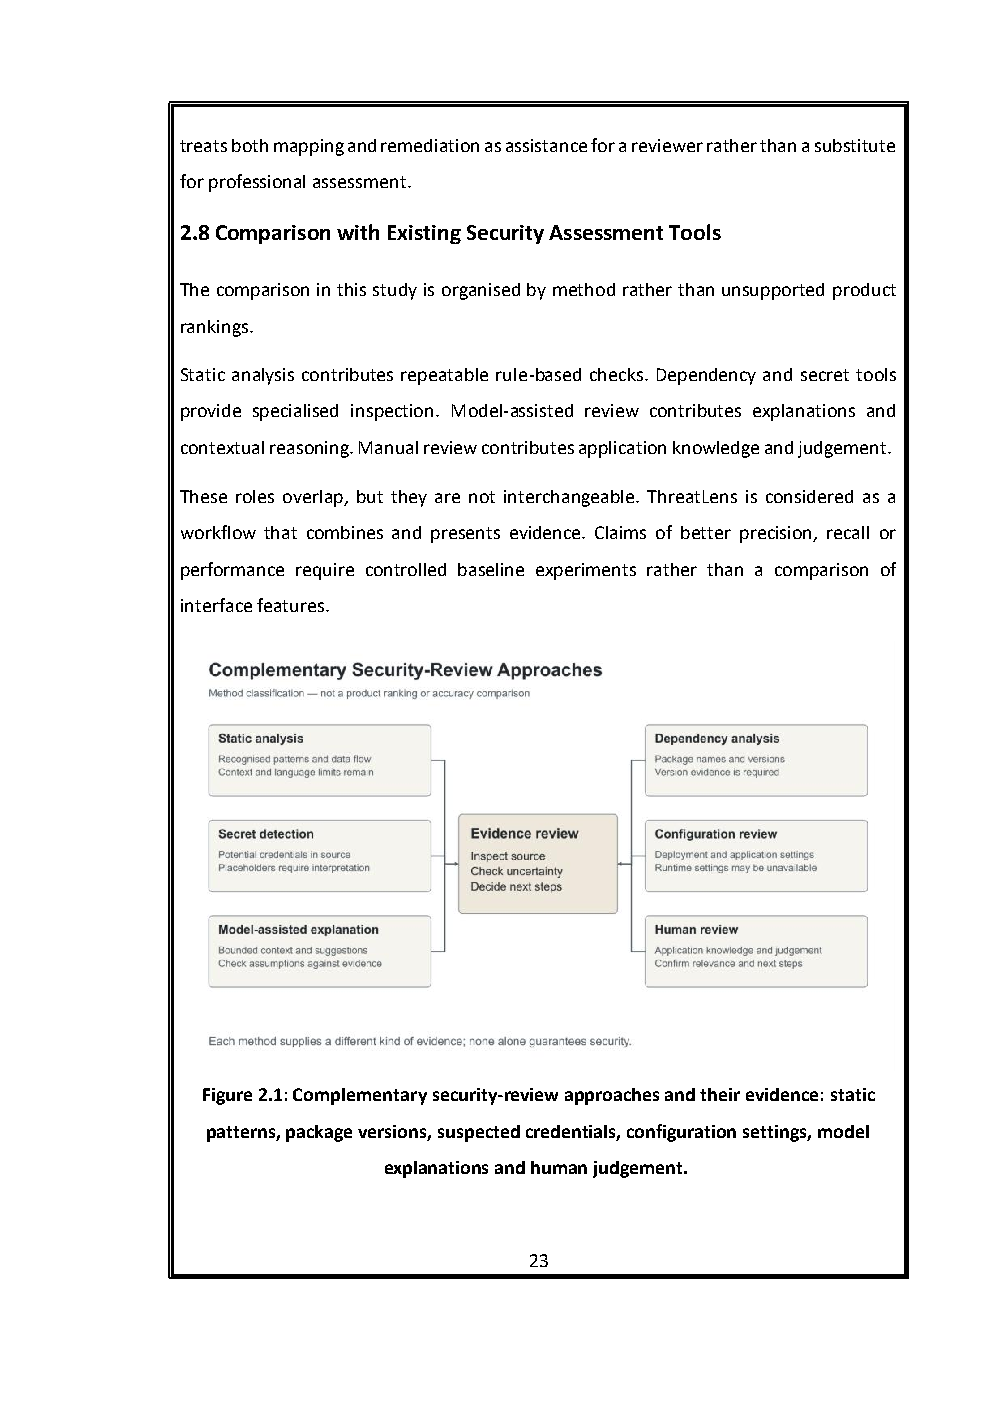 treats both mapping and remediation as assistance for a reviewer rather than a substitute
for professional assessment.
2.8 Comparison with Existing Security Assessment Tools
The comparison in this study is organised by method rather than unsupported product
rankings.
Static analysis contributes repeatable rule-based checks. Dependency and secret tools
provide specialised inspection. Model-assisted review contributes explanations and
contextual reasoning. Manual review contributes application knowledge and judgement.
These roles overlap, but they are not interchangeable. ThreatLens is considered as a
workflow that combines and presents evidence. Claims of better precision, recall or
performance require controlled baseline experiments rather than a comparison of
interface features.
Complementary Security-Review Approaches
Method classification — not a product ranking or accuracy comparison
Static analysis
Recognised patterns and data flow
Context and language limits remain
Secret detection
Potential credentials in source
Placeholders require interpretation
Model-assisted explanation
Bounded context and suggestions
Check assumptions against evidence
Evidence review
Inspect source
Check uncertainty
Decide next steps
Dependency analysis
Package names and versions
Version evidence is required
Configuration review
Deployment and application settings
Runtime settings may be unavailable
Human review
Application knowledge and judgement
Confirm relevance and next steps
Each method supplies a different kind of evidence; none alone guarantees security.
Figure 2.1: Complementary security-review approaches and their evidence: static
patterns, package versions, suspected credentials, configuration settings, model
explanations and human judgement.
23